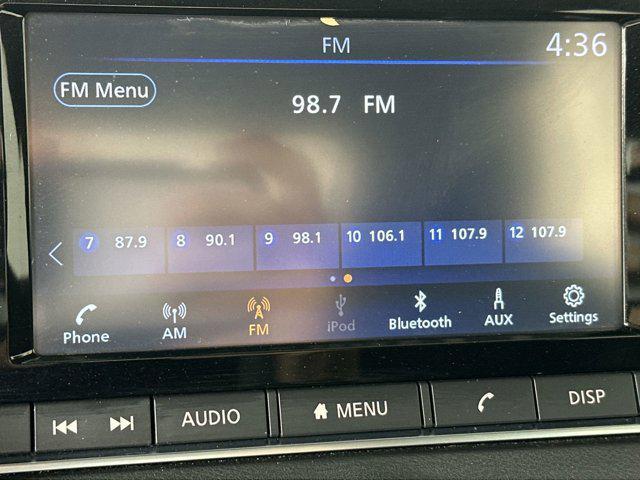 FM 4:36
FM Menu
98.7 FM
7 87.9 8 90.1 9 98.1 10 106.1 11 107.9 12 107.9
Phone AM FM iPod Bluetooth AUX Settings
AUDIO MENU DISP